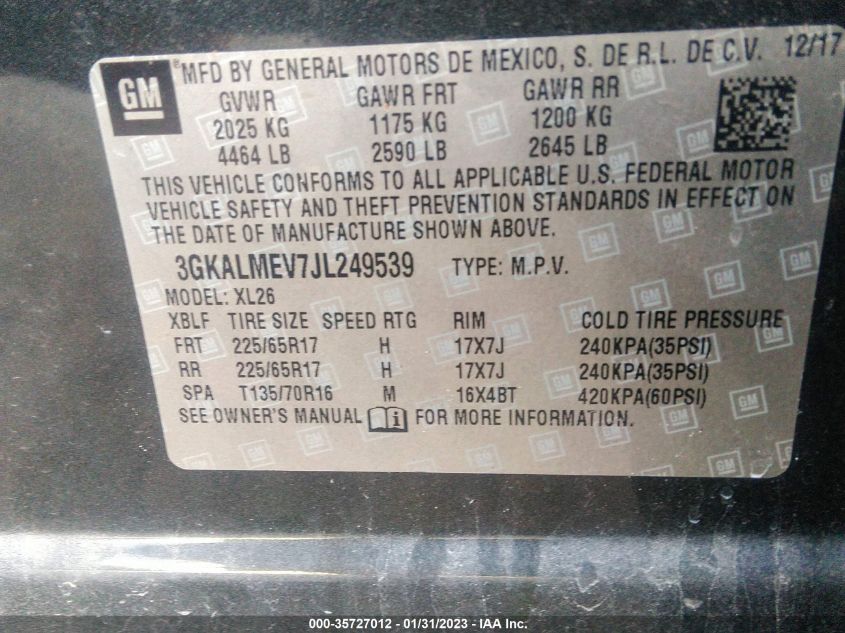 GM ® MFD BY GENERAL MOTORS DE MEXICO, S. DE R.L. DE C.V. 12/17
GVWR GAWR FRT GAWR RR
2025 KG 1175 KG 1200 KG
4464 LB 2590 LB 2645 LB
THIS VEHICLE CONFORMS TO ALL APPLICABLE U.S. FEDERAL MOTOR
VEHICLE SAFETY AND THEFT PREVENTION STANDARDS IN EFFECT ON
THE DATE OF MANUFACTURE SHOWN ABOVE.
3GKALMEV7JL249539 TYPE: M.P.V.
MODEL: XL26
XBLF TIRE SIZE SPEED RTG RIM COLD TIRE PRESSURE
FRT 225/65R17 H 17X7J 240KPA(35PSI)
RR 225/65R17 H 17X7J 240KPA(35PSI)
SPA T135/70R16 M 16X4BT 420KPA(60PSI)
SEE OWNER'S MANUAL i FOR MORE INFORMATION.
000-35727012 - 01/31/2023 - IAA Inc.